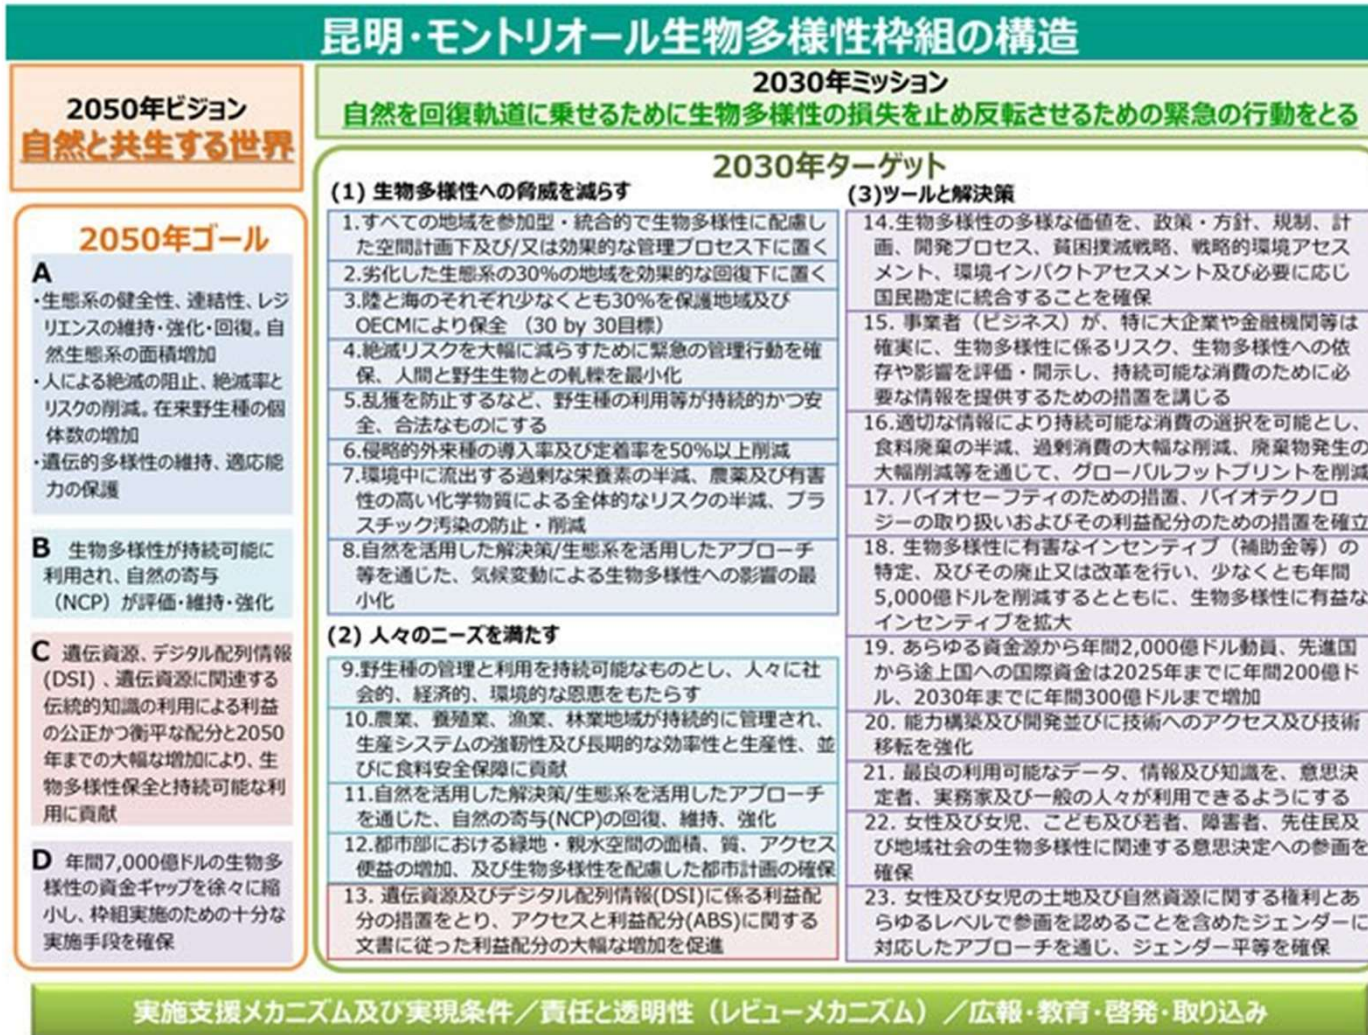 昆明・モントリオール生物多様性枠組の構造
2050年ビジョン
自然と共生する世界
2030年ミッション
自然を回復軌道に乗せるために生物多様性の損失を止め反転させるための緊急の行動をとる
2050年ゴール
A
・生態系の健全性、連結性、レジ
リエンスの維持・強化・回復。自
然生態系の面積増加
・人による絶滅の阻止、絶滅率と
リスクの削減。在来野生種の個
体数の増加
・遺伝的多様性の維持、適応能
力の保護
B 生物多様性が持続可能に
利用され、自然の寄与
（NCP）が評価・維持・強化
C 遺伝資源、デジタル配列情報
(DSI)、遺伝資源に関連する
伝統的知識の利用による利益
の公正かつ衡平な配分と2050
年までの大幅な増加により、生
物多様性保全と持続可能な利
用に貢献
D 年間7,000億ドルの生物多
様性の資金ギャップを徐々に縮
小し、枠組実施のための十分な
実施手段を確保
2030年ターゲット
(1) 生物多様性への脅威を減らす
1.すべての地域を参加型・統合的で生物多様性に配慮し
た空間計画下及び/又は効果的な管理プロセス下に置く
2.劣化した生態系の30%の地域を効果的な回復下に置く
3.陸と海のそれぞれ少なくとも30%を保護地域及び
OECMにより保全 （30 by 30目標）
4.絶滅リスクを大幅に減らすために緊急の管理行動を確
保、人間と野生生物との軋轢を最小化
5.乱獲を防止するなど、野生種の利用等が持続的かつ安
全、合法なものにする
6.侵略的外来種の導入率及び定着率を50%以上削減
7.環境中に流出する過剰な栄養素の半減、農薬及び有害
性の高い化学物質による全体的なリスクの半減、プラ
スチック汚染の防止・削減
8.自然を活用した解決策/生態系を活用したアプローチ
等を通じた、気候変動による生物多様性への影響の最
小化
(2) 人々のニーズを満たす
9.野生種の管理と利用を持続可能なものとし、人々に社
会的、経済的、環境的な恩恵をもたらす
10.農業、養殖業、漁業、林業地域が持続的に管理され、
生産システムの強靭性及び長期的な効率性と生産性、並
びに食料安全保障に貢献
11.自然を活用した解決策/生態系を活用したアプローチ
を通じた、自然の寄与(NCP)の回復、維持、強化
12.都市部における緑地・親水空間の面積、質、アクセス
便益の増加、及び生物多様性を配慮した都市計画の確保
13. 遺伝資源及びデジタル配列情報(DSI)に係る利益配
分の措置をとり、アクセスと利益配分(ABS)に関する
文書に従った利益配分の大幅な増加を促進
(3)ツールと解決策
14.生物多様性の多様な価値を、政策・方針、規制、計
画、開発プロセス、貧困撲滅戦略、戦略的環境アセス
メント、環境インパクトアセスメント及び必要に応じ
国民勘定に統合することを確保
15. 事業者（ビジネス）が、特に大企業や金融機関等は
確実に、生物多様性に係るリスク、生物多様性への依
存や影響を評価・開示し、持続可能な消費のために必
要な情報を提供するための措置を講じる
16.適切な情報により持続可能な消費の選択を可能とし、
食料廃棄の半減、過剰消費の大幅な削減、廃棄物発生の
大幅削減等を通じて、グローバルフットプリントを削減
17. バイオセーフティのための措置、バイオテクノロ
ジーの取り扱いおよびその利益配分のための措置を確立
18. 生物多様性に有害なインセンティブ（補助金等）の
特定、及びその廃止又は改革を行い、少なくとも年間
5,000億ドルを削減するとともに、生物多様性に有益な
インセンティブを拡大
19. あらゆる資金源から年間2,000億ドル動員、先進国
から途上国への国際資金は2025年までに年間200億ド
ル、2030年までに年間300億ドルまで増加
20. 能力構築及び開発並びに技術へのアクセス及び技術
移転を強化
21. 最良の利用可能なデータ、情報及び知識を、意思決
定者、実務家及び一般の人々が利用できるようにする
22. 女性及び女児、こども及び若者、障害者、先住民及
び地域社会の生物多様性に関連する意思決定への参画を
確保
23. 女性及び女児の土地及び自然資源に関する権利とあ
らゆるレベルで参画を認めることを含めたジェンダーに
対応したアプローチを通じ、ジェンダー平等を確保
実施支援メカニズム及び実現条件／責任と透明性（レビューメカニズム）／広報・教育・啓発・取り込み